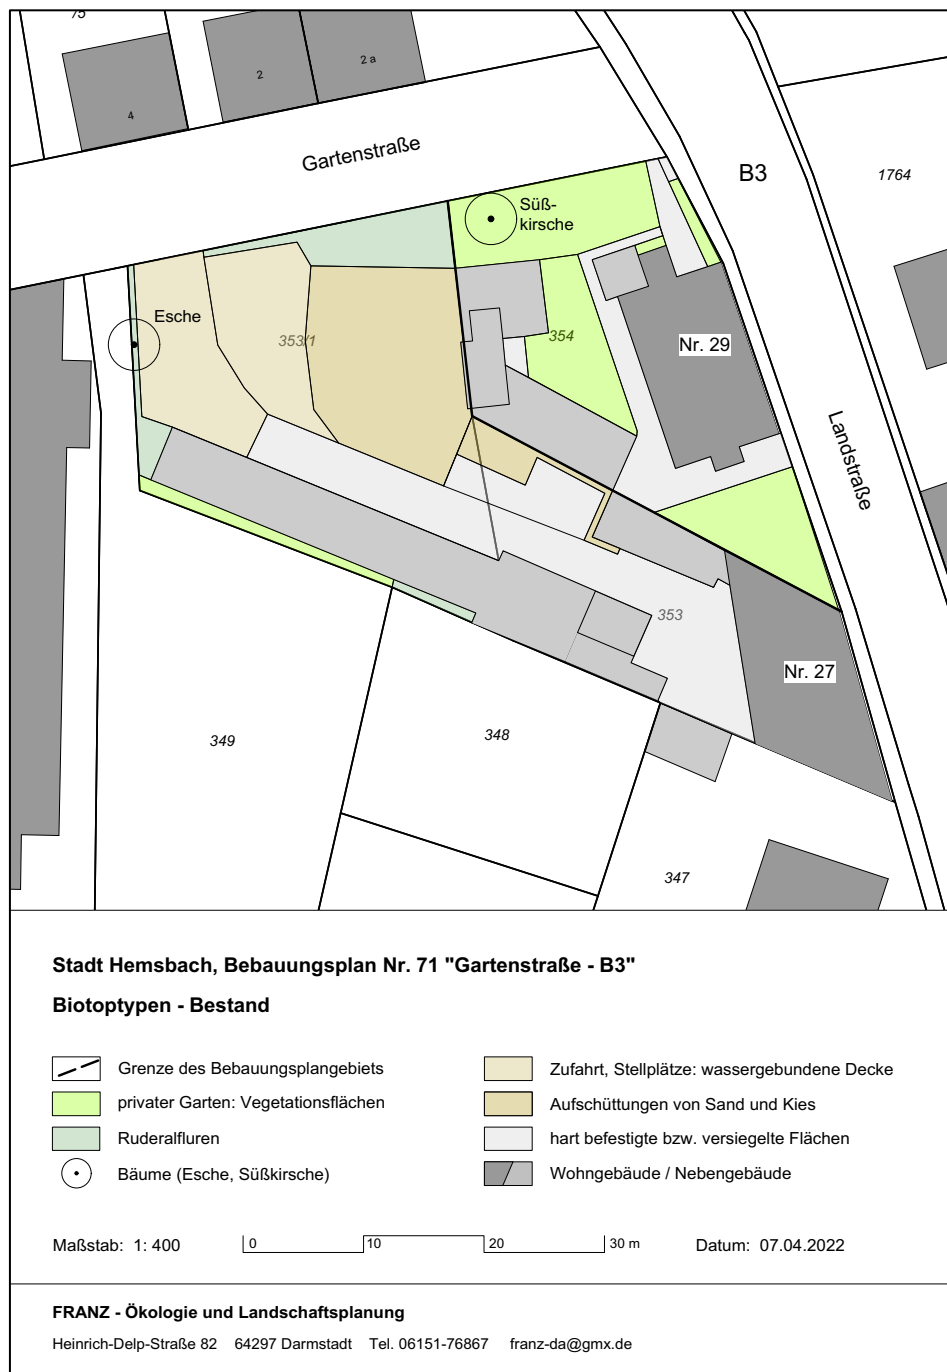 75
4
2
2 a
Gartenstraße
B3
1764
Süß-
kirsche
Esche
353/1
354
Nr. 29
Landstraße
353
Nr. 27
349
348
347
Stadt Hemsbach, Bebauungsplan Nr. 71 "Gartenstraße - B3"
Biotoptypen - Bestand
Grenze des Bebauungsplangebiets
privater Garten: Vegetationsflächen
Ruderalfluren
Bäume (Esche, Süßkirsche)
Zufahrt, Stellplätze: wassergebundene Decke
Aufschüttungen von Sand und Kies
hart befestigte bzw. versiegelte Flächen
Wohngebäude / Nebengebäude
Maßstab: 1: 400 0 10 20 30 m Datum: 07.04.2022
FRANZ - Ökologie und Landschaftsplanung
Heinrich-Delp-Straße 82 64297 Darmstadt Tel. 06151-76867 franz-da@gmx.de